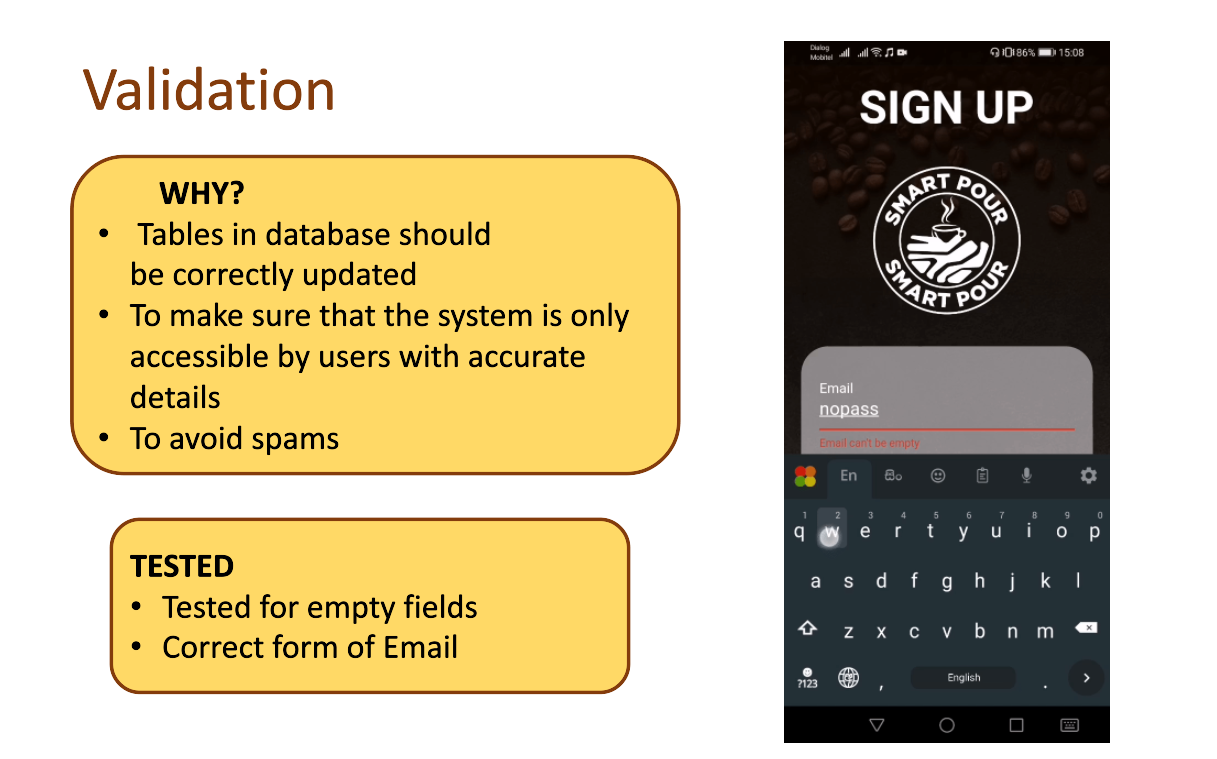 Validation
WHY?
• Tables in database should
be correctly updated
• To make sure that the system is only
accessible by users with accurate
details
• To avoid spams
TESTED
• Tested for empty fields
• Correct form of Email
Dialog
Mobitel
86% 15:08
SIGN UP
SMART POUR
SMART POUR
Email
nopass
Email can't be empty
En
1 2 3 4 5 6 7 8 9 0
q w e r t y u i o p
a s d f g h j k l
z x c v b n m
?123 , English .